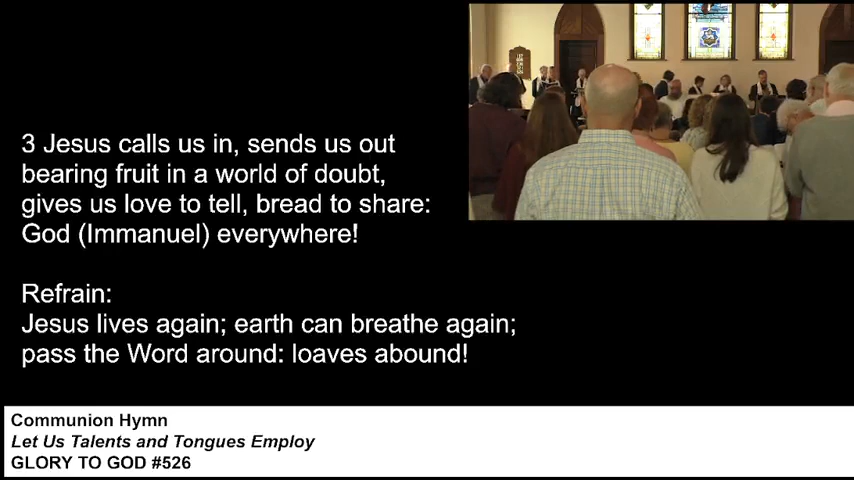 3 Jesus calls us in, sends us out
bearing fruit in a world of doubt,
gives us love to tell, bread to share:
God (Immanuel) everywhere!
Refrain:
Jesus lives again; earth can breathe again;
pass the Word around: loaves abound!
Communion Hymn
Let Us Talents and Tongues Employ
GLORY TO GOD #526